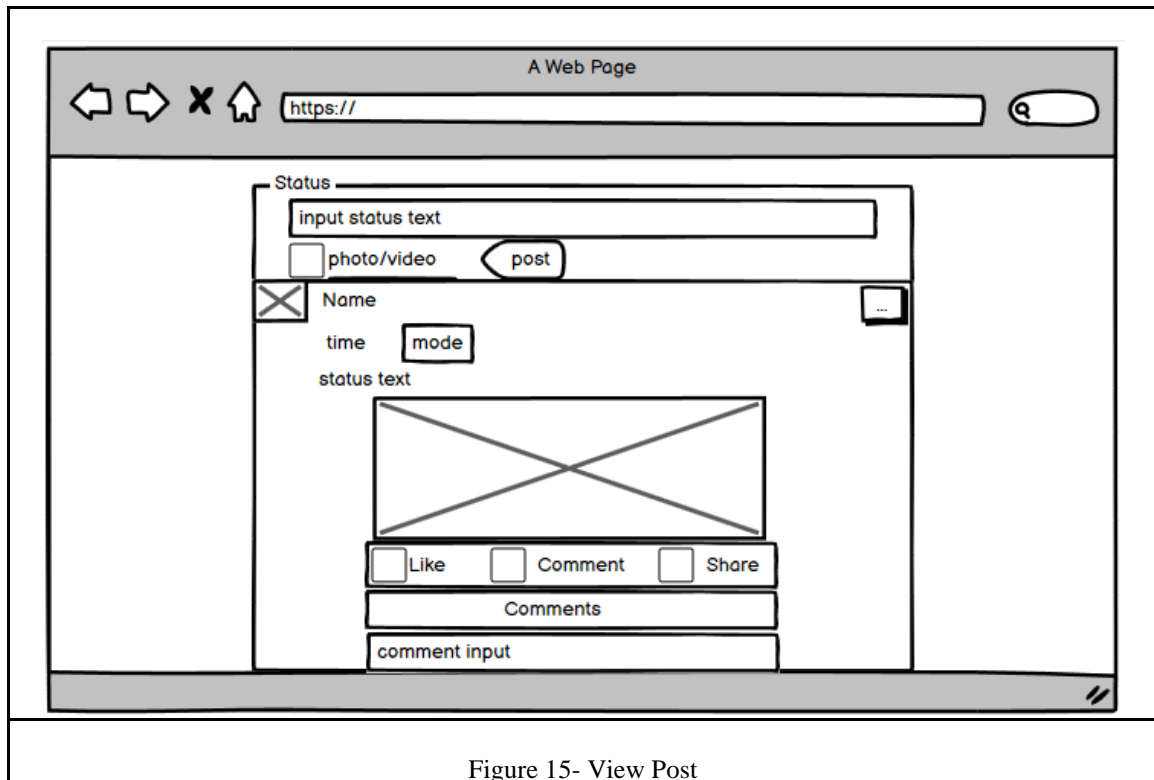 A Web Page
https://
Status
input status text
photo/video post
Name
...
time mode
status text
Like Comment Share
Comments
comment input
Figure 15- View Post